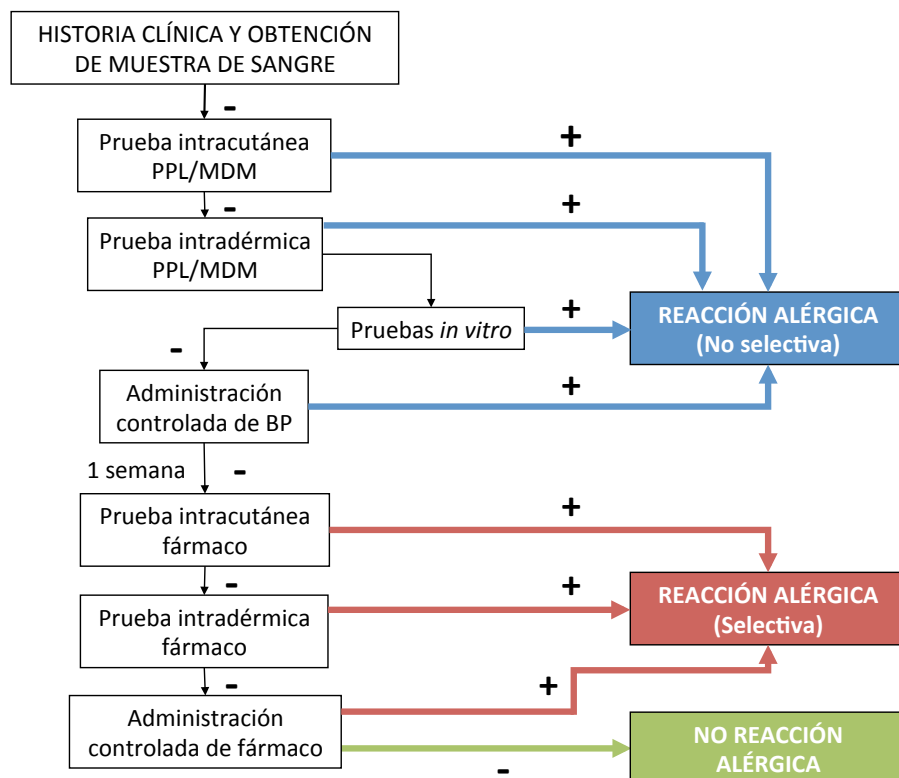 HISTORIA CLÍNICA Y OBTENCIÓN
DE MUESTRA DE SANGRE
-
+
Prueba intracutánea
PPL/MDM
-
+
Prueba intradérmica
PPL/MDM
Pruebas in vitro
+
REACCIÓN ALÉRGICA
(No selectiva)
-
Administración
controlada de BP
+
1 semana
-
Prueba intracutánea
fármaco
+
-
Prueba intradérmica
fármaco
+
REACCIÓN ALÉRGICA
(Selectiva)
-
Administración
controlada de fármaco
+
-
NO REACCIÓN
ALÉRGICA